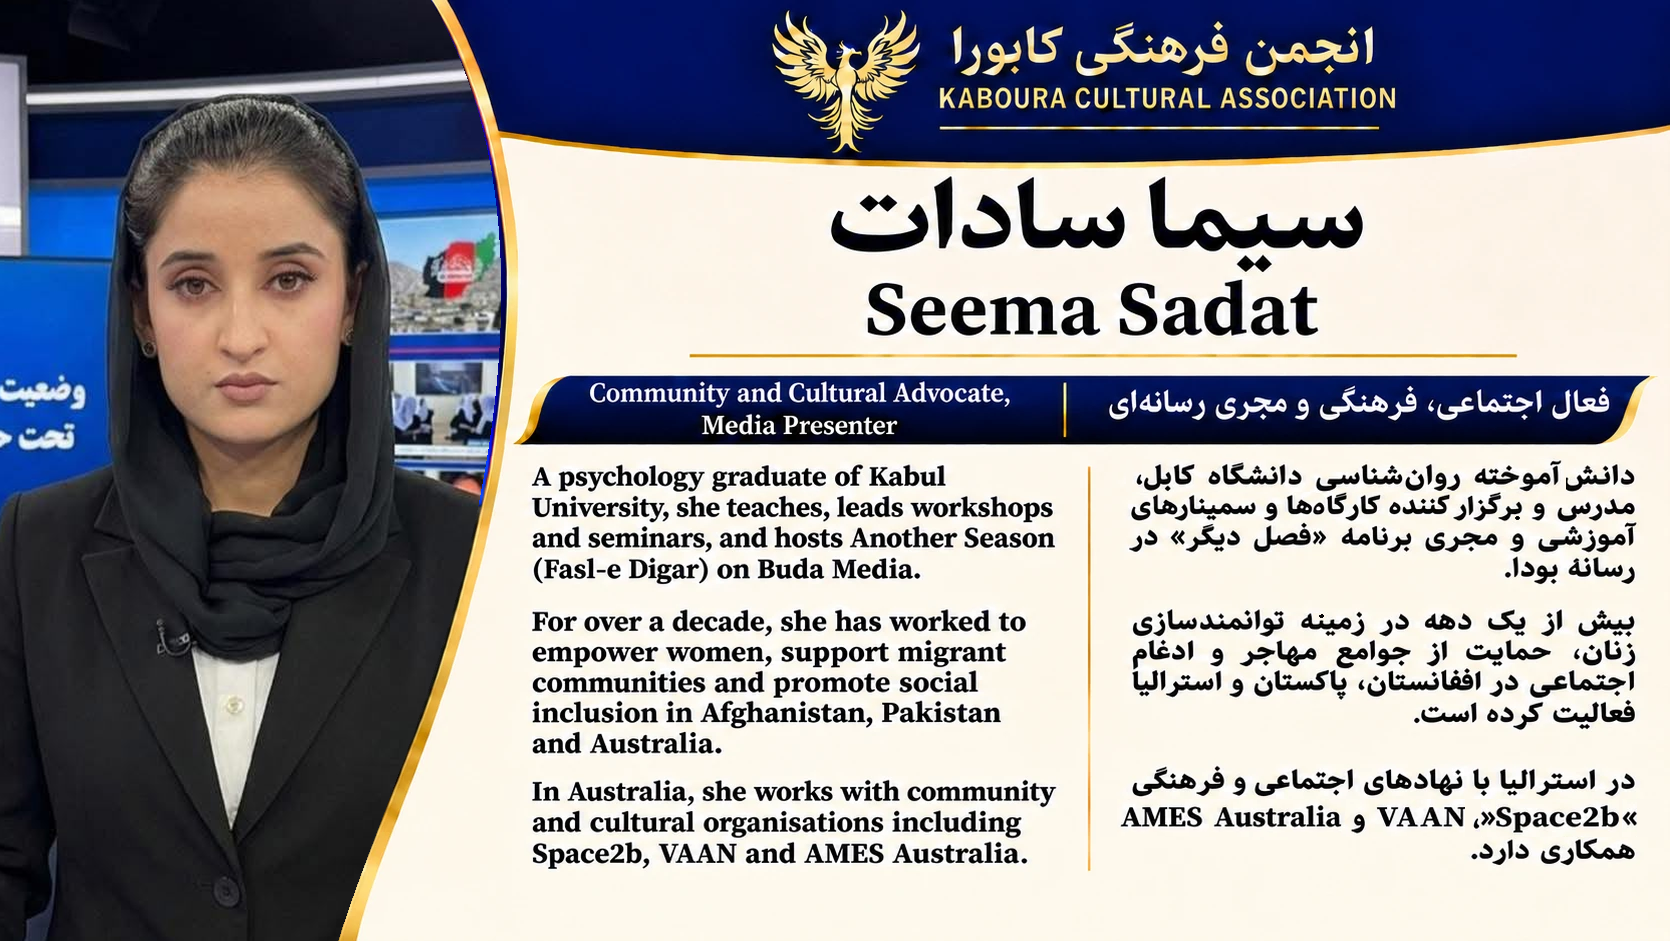 انجمن فرهنگی کابورا
KABOURA CULTURAL ASSOCIATION
سیما سادات
Seema Sadat
Community and Cultural Advocate,
Media Presenter
فعال اجتماعی، فرهنگی و مجری رسانه‌ای
A psychology graduate of Kabul
University, she teaches, leads workshops
and seminars, and hosts Another Season
(Fasl-e Digar) on Buda Media.
For over a decade, she has worked to
empower women, support migrant
communities and promote social
inclusion in Afghanistan, Pakistan
and Australia.
In Australia, she works with community
and cultural organisations including
Space2b, VAAN and AMES Australia.
دانش‌آموخته روان‌شناسی دانشگاه کابل،
مدرس و برگزارکننده کارگاه‌ها و سمینارهای
آموزشی و مجری برنامه «فصل دیگر» در
رسانهٔ بودا.
بیش از یک دهه در زمینه توانمندسازی
زنان، حمایت از جوامع مهاجر و ادغام
اجتماعی در افغانستان، پاکستان و استرالیا
فعالیت کرده است.
در استرالیا با نهادهای اجتماعی و فرهنگی
«Space2b»، VAAN و AMES Australia
همکاری دارد.
وضعیت
تحت